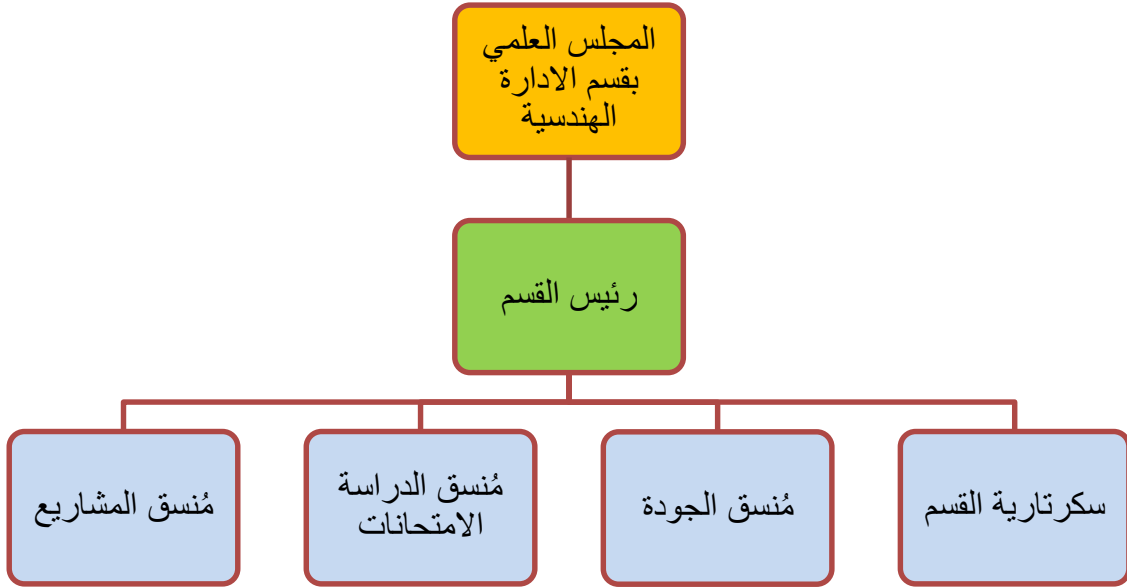 المجلس العلمي
بقسم الادارة
الهندسية
رئيس القسم
سكرتارية القسم
مُنسق الجودة
مُنسق الدراسة
الامتحانات
مُنسق المشاريع